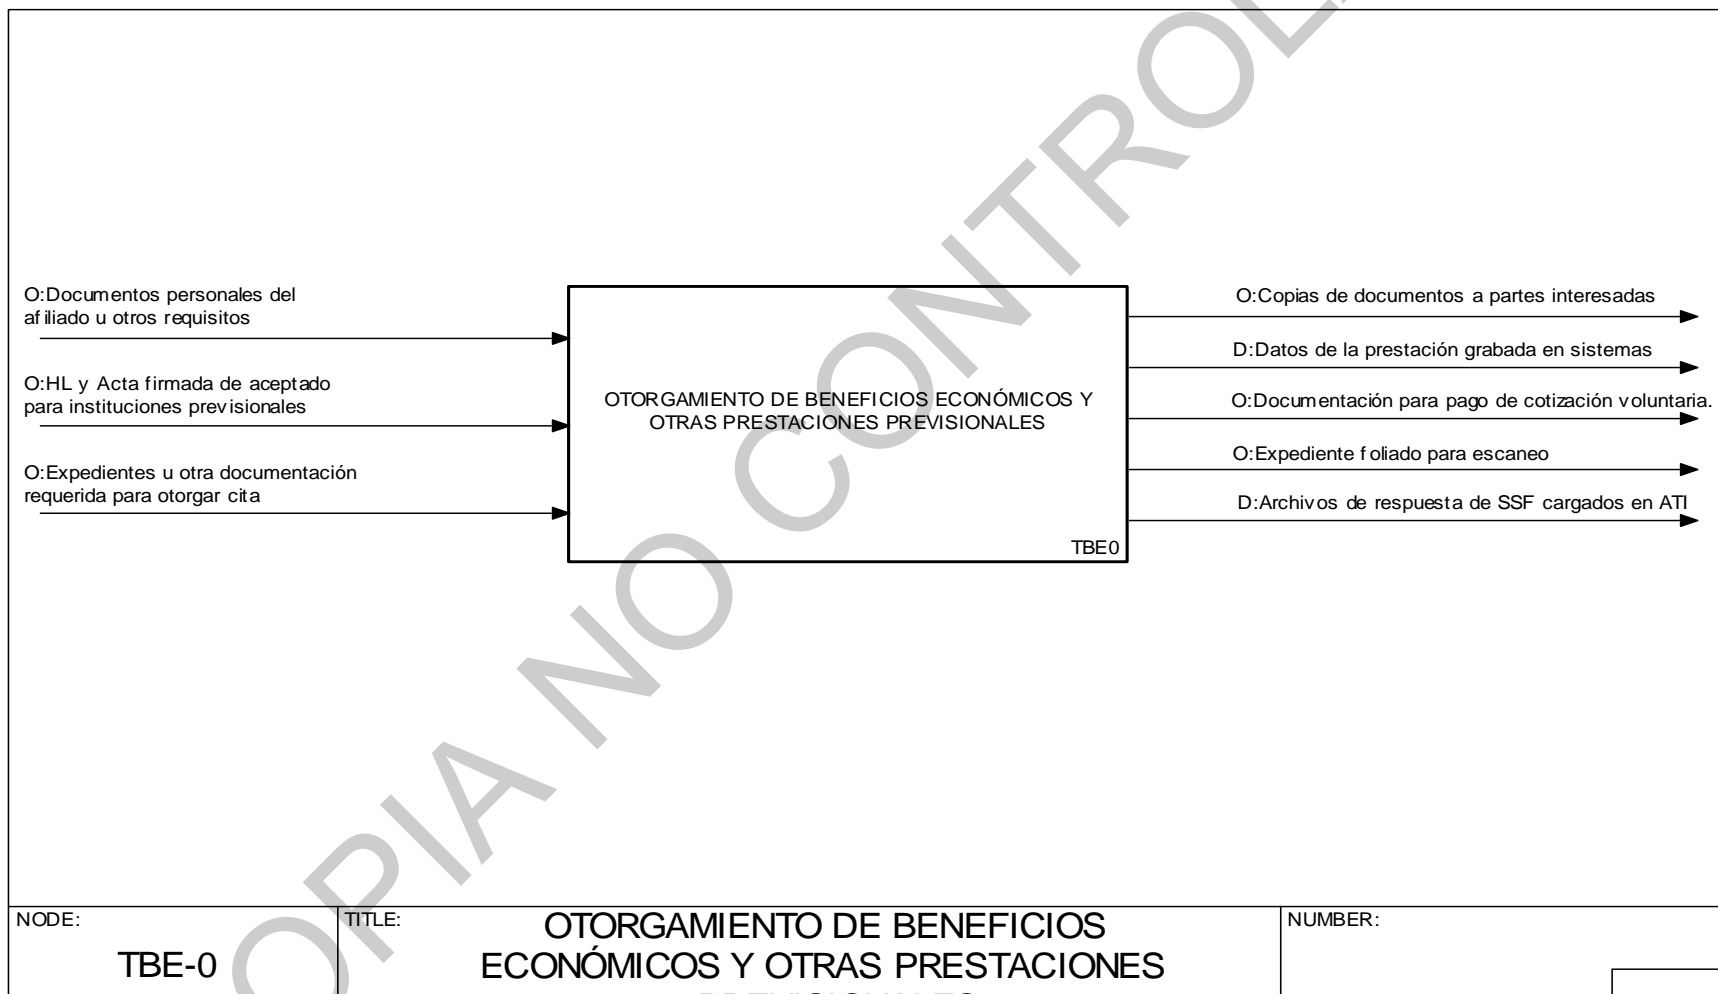 O:Documentos personales del
afiliado u otros requisitos
O:HL y Acta firmada de aceptado
para instituciones previsionales
O:Expedientes u otra documentación
requerida para otorgar cita
OTORGAMIENTO DE BENEFICIOS ECONÓMICOS Y
OTRAS PRESTACIONES PREVISIONALES
TBE0
O:Copias de documentos a partes interesadas
D:Datos de la prestación grabada en sistemas
O:Documentación para pago de cotización voluntaria.
O:Expediente foliado para escaneo
D:Archivos de respuesta de SSF cargados en ATI
OPIA NO CONTROL
NODE:
TBE-0
TITLE:
OTORGAMIENTO DE BENEFICIOS
ECONÓMICOS Y OTRAS PRESTACIONES
PREVISIONALES
NUMBER: